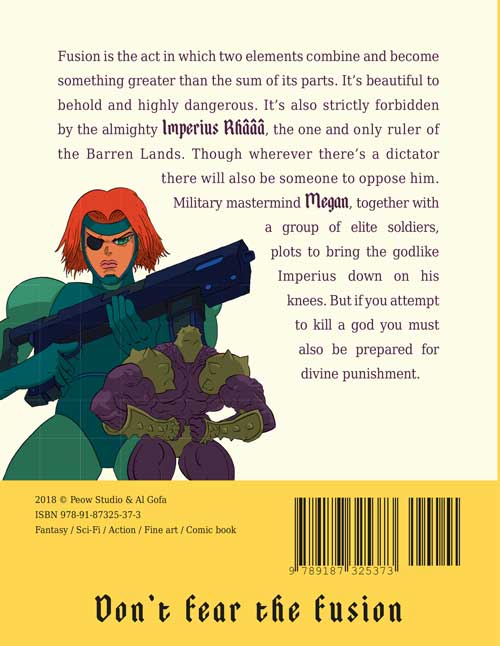 Fusion is the act in which two elements combine and become
something greater than the sum of its parts. It's beautiful to
behold and highly dangerous. It's also strictly forbidden
by the almighty Imperius Rhâââ, the one and only ruler of
the Barren Lands. Though wherever there's a dictator
there will also be someone to oppose him.
Military mastermind Megan, together with
a group of elite soldiers,
plots to bring the godlike
Imperius down on his
knees. But if you attempt
to kill a god you must
also be prepared for
divine punishment.
2018 © Peow Studio & Al Gofa
ISBN 978-91-87325-37-3
Fantasy / Sci-Fi / Action / Fine art / Comic book
9 789187 325373
Don't fear the fusion